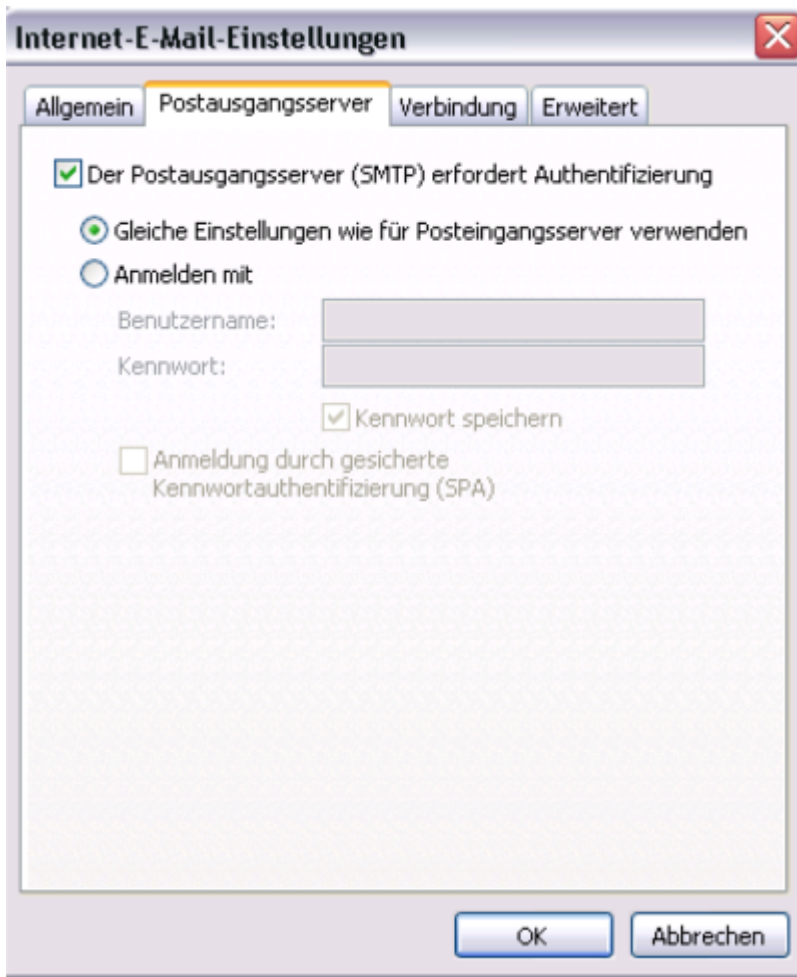 Internet-E-Mail-Einstellungen
Allgemein Postausgangsserver Verbindung Erweitert
Der Postausgangsserver (SMTP) erfordert Authentifizierung
Gleiche Einstellungen wie für Posteingangsserver verwenden
Anmelden mit
Benutzername:
Kennwort:
Kennwort speichern
Anmeldung durch gesicherte
Kennwortauthentifizierung (SPA)
OK Abbrechen